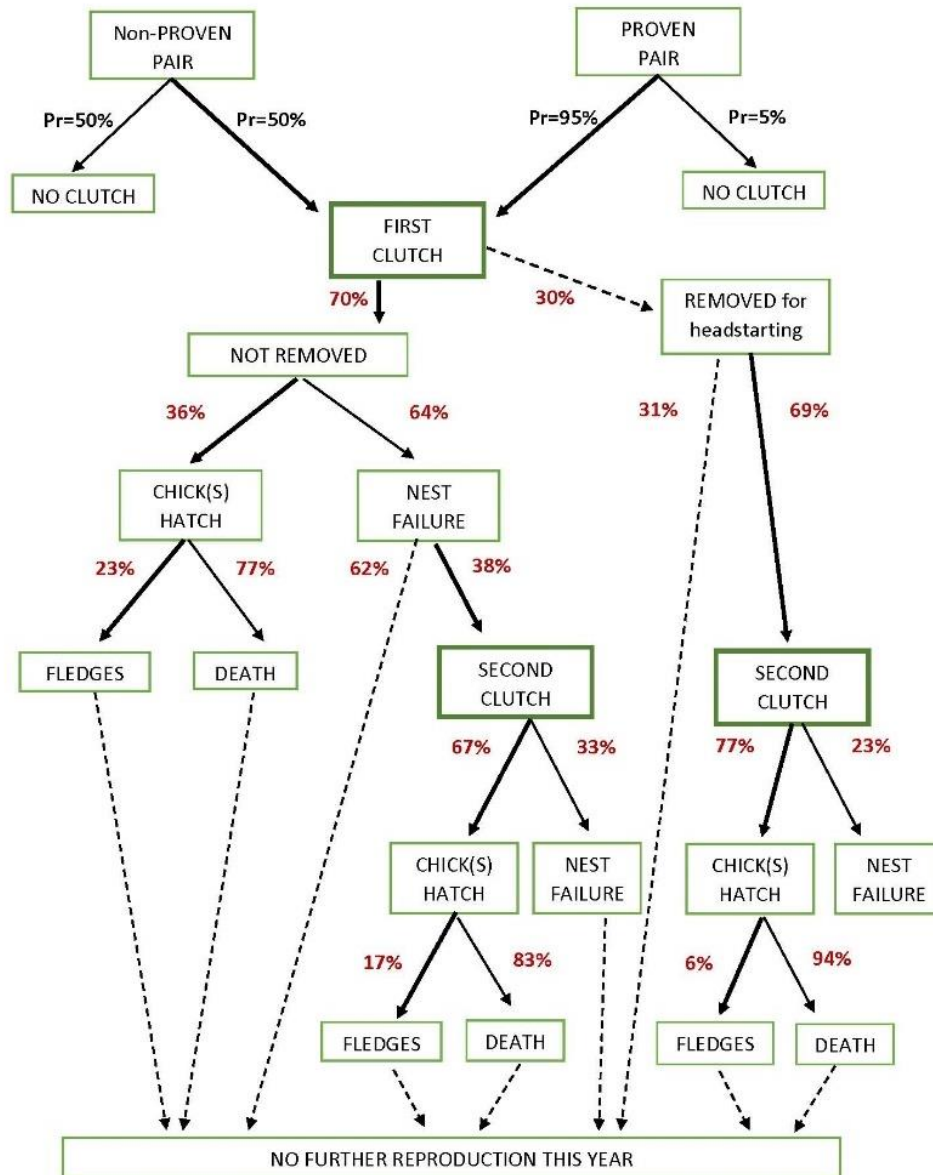 Non-PROVEN
PAIR
PROVEN
PAIR
Pr=50%
Pr=50%
Pr=95%
Pr=5%
NO CLUTCH
NO CLUTCH
FIRST
CLUTCH
70%
30%
REMOVED for
headstarting
NOT REMOVED
36%
64%
31%
69%
CHICK(S)
HATCH
NEST
FAILURE
23%
77%
62%
38%
FLEDGES
DEATH
SECOND
CLUTCH
SECOND
CLUTCH
67%
33%
77%
23%
CHICK(S)
HATCH
NEST
FAILURE
CHICK(S)
HATCH
NEST
FAILURE
17%
83%
6%
94%
FLEDGES
DEATH
FLEDGES
DEATH
NO FURTHER REPRODUCTION THIS YEAR